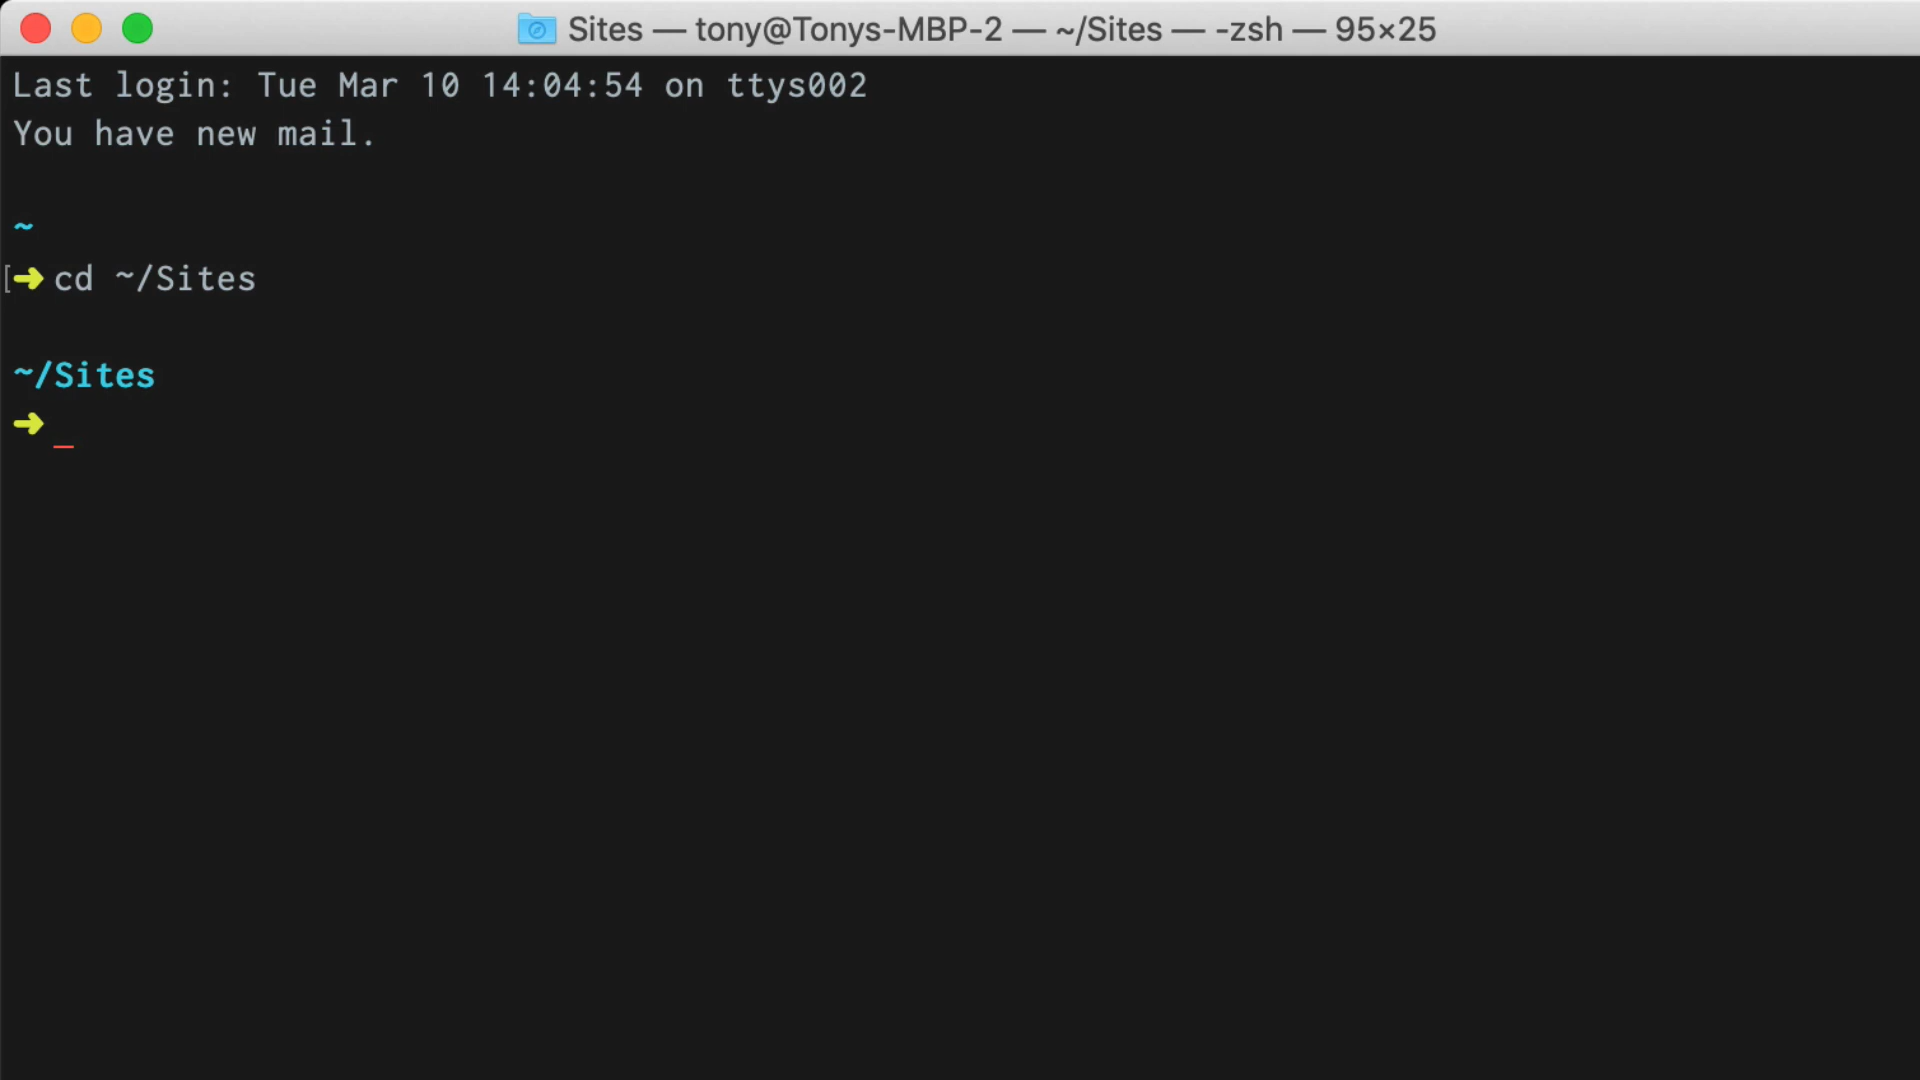 Sites — tony@Tonys-MBP-2 — ~/Sites — -zsh — 95×25
Last login: Tue Mar 10 14:04:54 on ttys002
You have new mail.
~
[➜ cd ~/Sites
~/Sites
➜ _